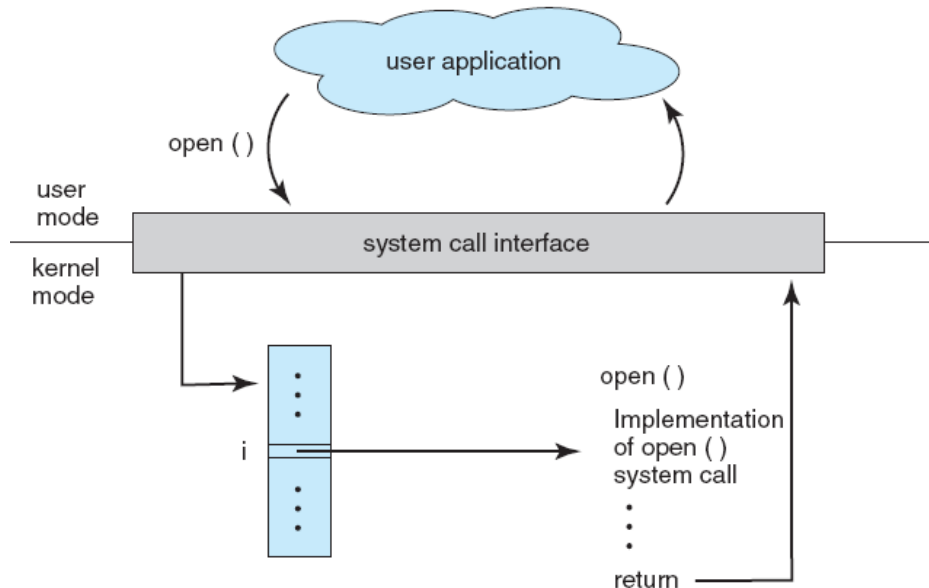 user application
open ( )
user
mode
system call interface
kernel
mode
open ( )
Implementation
of open ( )
system call
i
return